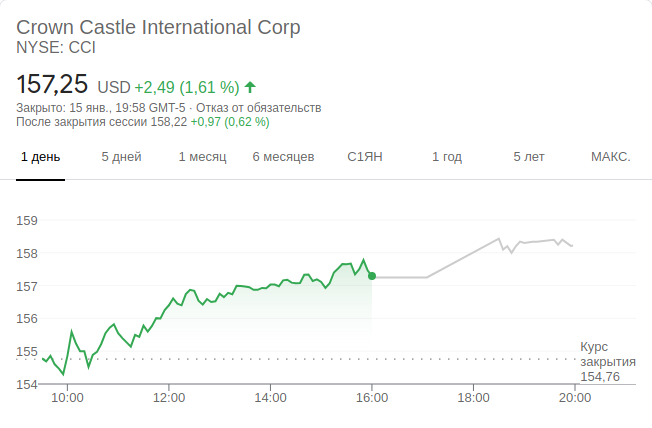 Crown Castle International Corp
NYSE: CCI
157,25 USD +2,49 (1,61 %)
Закрыто: 15 янв., 19:58 GMT-5 · Отказ от обязательств
После закрытия сессии 158,22 +0,97 (0,62 %)
1 день 5 дней 1 месяц 6 месяцев С1ЯН 1 год 5 лет МАКС.
159
158
157
156
155
154
Курс
закрытия
154,76
10:00 12:00 14:00 16:00 18:00 20:00